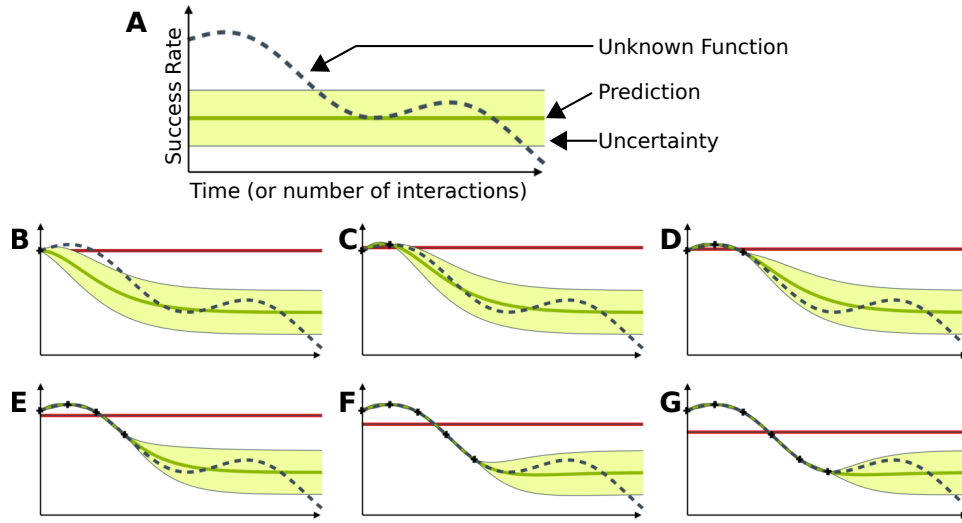 A
Unknown Function
Prediction
Uncertainty
Success Rate
Time (or number of interactions)
B
C
D
E
F
G